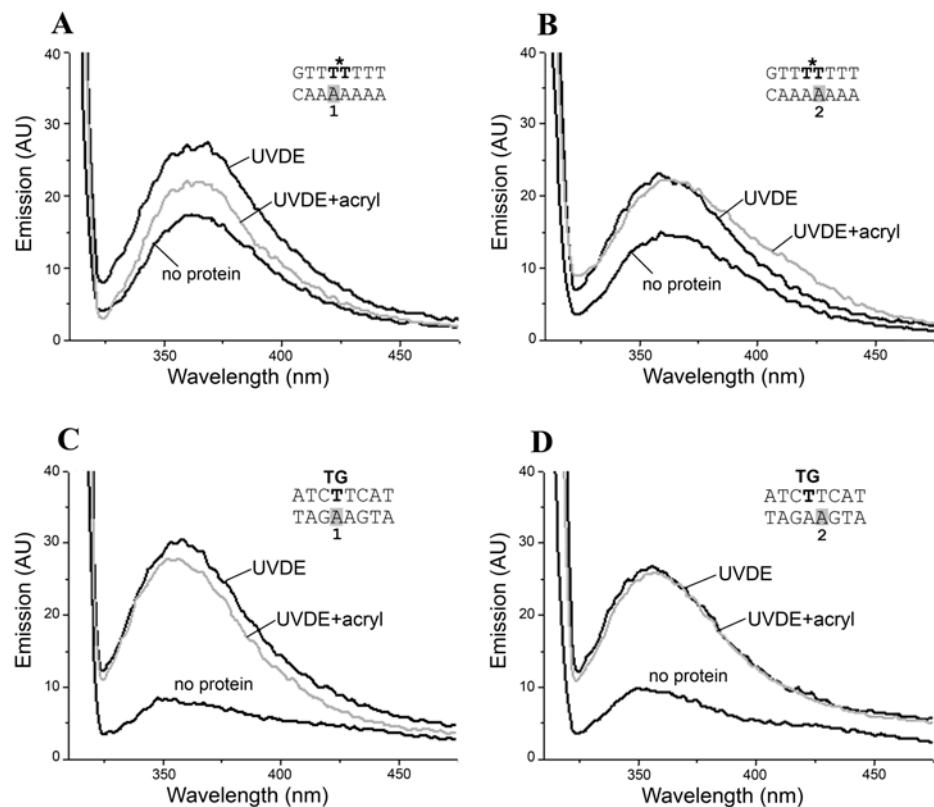 A
40
30
20
10
0
Emission (AU)
*
GTTTTTTT
CAAAAAAA
1
UVDE
UVDE+acryl
no protein
350
400
450
Wavelength (nm)
B
40
30
20
10
0
Emission (AU)
*
GTTTTTTT
CAAAAAAA
2
UVDE
UVDE+acryl
no protein
350
400
450
Wavelength (nm)
C
40
30
20
10
0
Emission (AU)
TG
ATCTTCAT
TAGAAGTA
1
UVDE
UVDE+acryl
no protein
350
400
450
Wavelength (nm)
D
40
30
20
10
0
Emission (AU)
TG
ATCTTCAT
TAGAAGTA
2
UVDE
UVDE+acryl
no protein
350
400
450
Wavelength (nm)